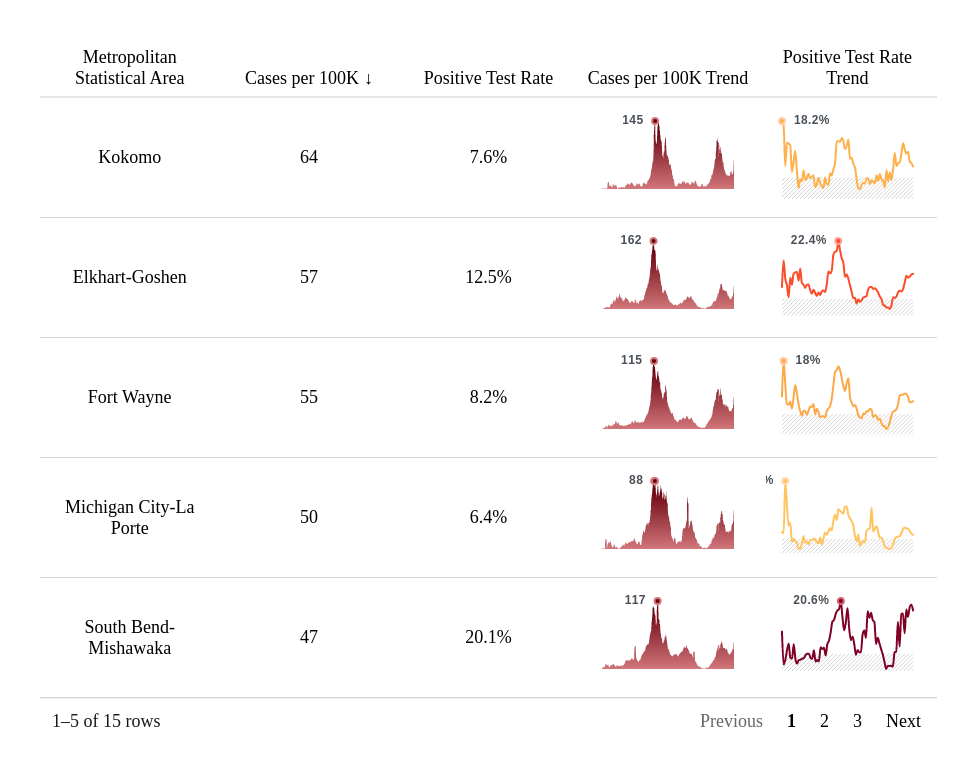 Metropolitan
Statistical Area
Cases per 100K ↓
Positive Test Rate
Cases per 100K Trend
Positive Test Rate
Trend
Kokomo
64
7.6%
145
18.2%
Elkhart-Goshen
57
12.5%
162
22.4%
Fort Wayne
55
8.2%
115
18%
Michigan City-La
Porte
50
6.4%
88
%
South Bend-
Mishawaka
47
20.1%
117
20.6%
1–5 of 15 rows
Previous 1 2 3 Next